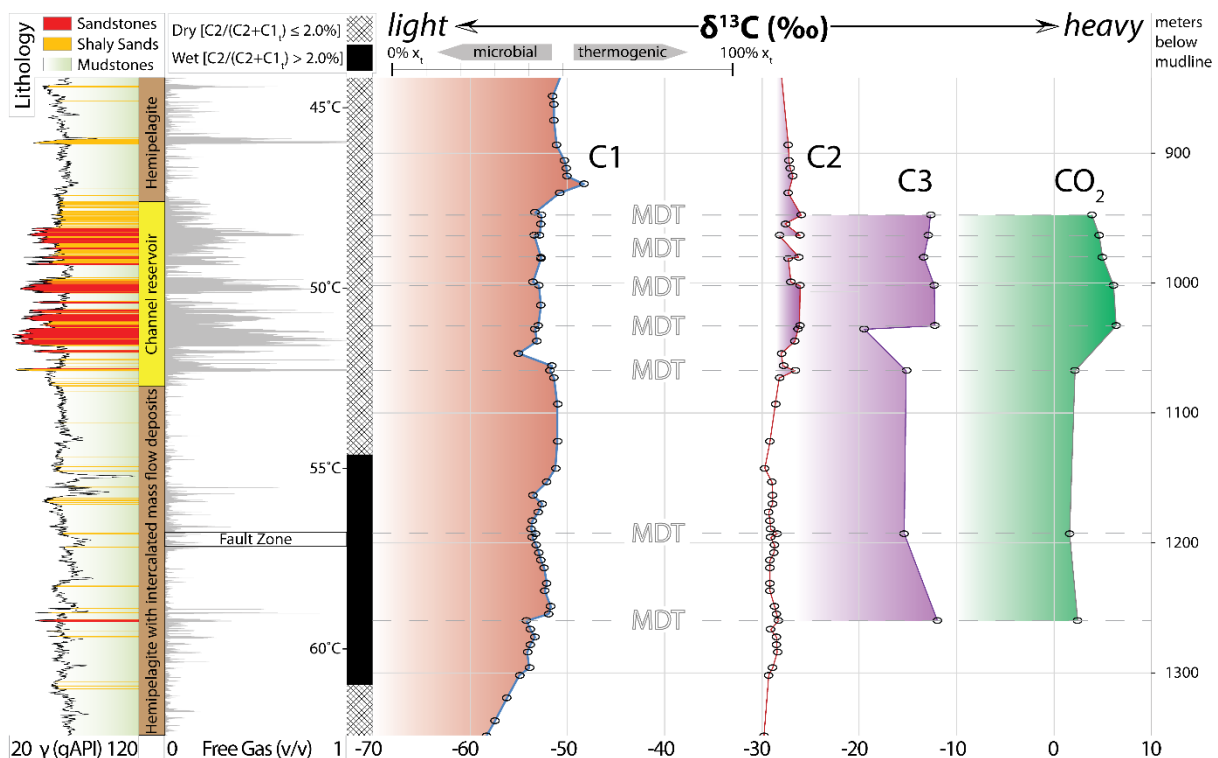 Lithology
Sandstones
Shaly Sands
Mudstones
Dry [C2/(C2+C1t) ≤ 2.0%]
Wet [C2/(C2+C1t) > 2.0%]
light
δ13C (‰)
heavy
meters
below
mudline
0% xt
microbial
thermogenic
100% xt
Hemipelagite
Channel reservoir
Hemipelagite with intercalated mass flow deposits
45°C
50°C
55°C
60°C
Fault Zone
C1
C2
C3
CO2
MDT
MDT
MDT
MDT
MDT
MDT
MDT
900
1000
1100
1200
1300
20 γ (gAPI) 120
0 Free Gas (v/v) 1
-70
-60
-50
-40
-30
-20
-10
0
10